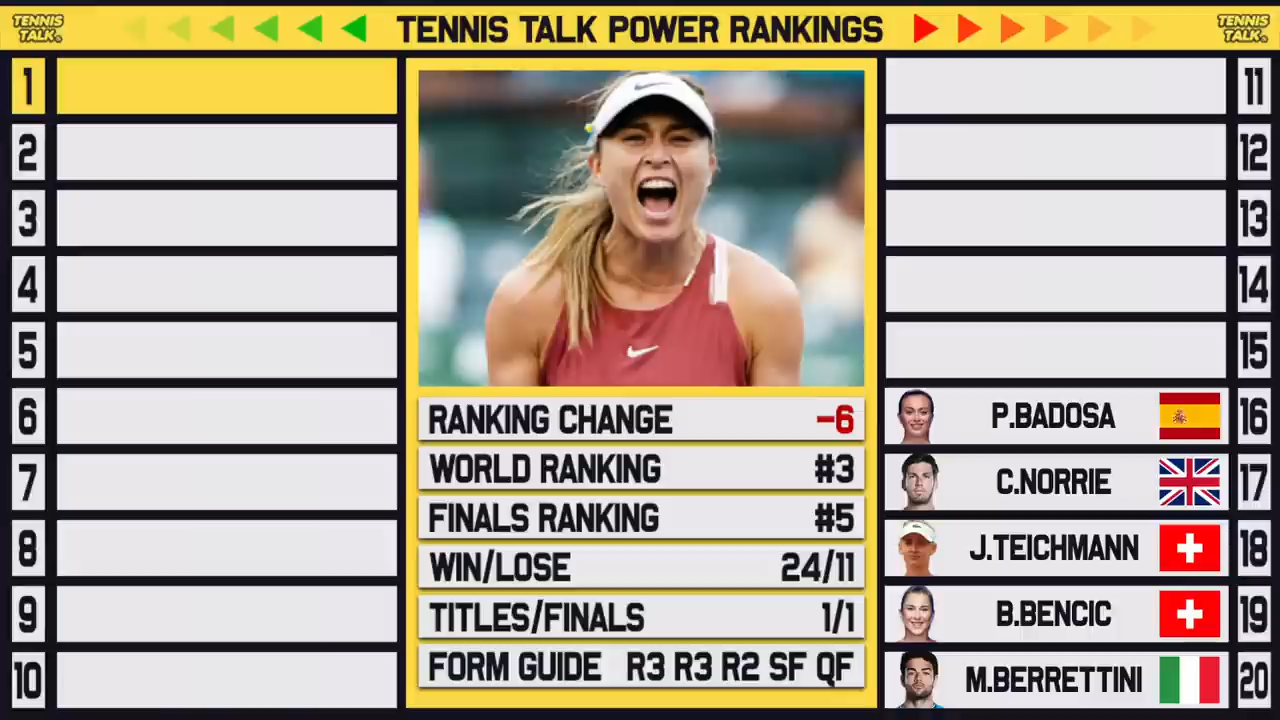 TENNIS TALK
TENNIS TALK POWER RANKINGS
TENNIS TALK
1
2
3
4
5
6
7
8
9
10
RANKING CHANGE -6
WORLD RANKING #3
FINALS RANKING #5
WIN/LOSE 24/11
TITLES/FINALS 1/1
FORM GUIDE R3 R3 R2 SF QF
11
12
13
14
15
P.BADOSA 16
C.NORRIE 17
J.TEICHMANN 18
B.BENCIC 19
M.BERRETTINI 20